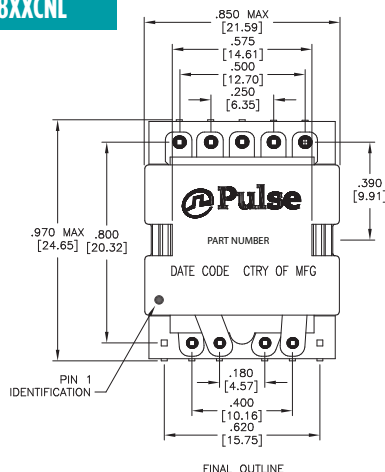 8XXCNL
.850 MAX
[21.59]
.575
[14.61]
.500
[12.70]
.250
[6.35]
.390
[9.91]
.970 MAX
[24.65]
.800
[20.32]
Pulse
PART NUMBER
DATE CODE CTRY OF MFG
PIN 1
IDENTIFICATION
.180
[4.57]
.400
[10.16]
.620
[15.75]
FINAL OUTLINE